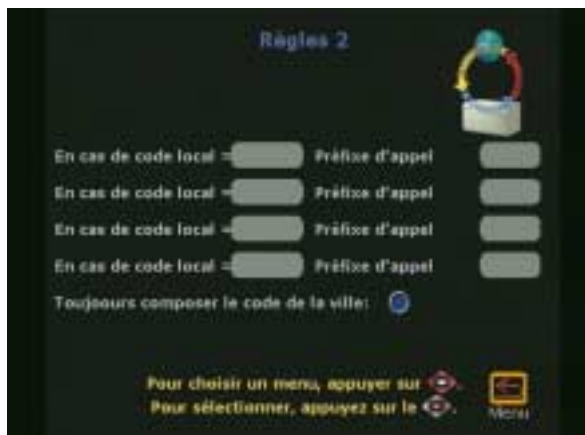 Règles 2
En cas de code local = Préfixe d'appel
En cas de code local = Préfixe d'appel
En cas de code local = Préfixe d'appel
En cas de code local = Préfixe d'appel
Toujoours composer le code de la ville:
Pour choisir un menu, appuyer sur .
Pour sélectionner, appuyez sur le .
Menu